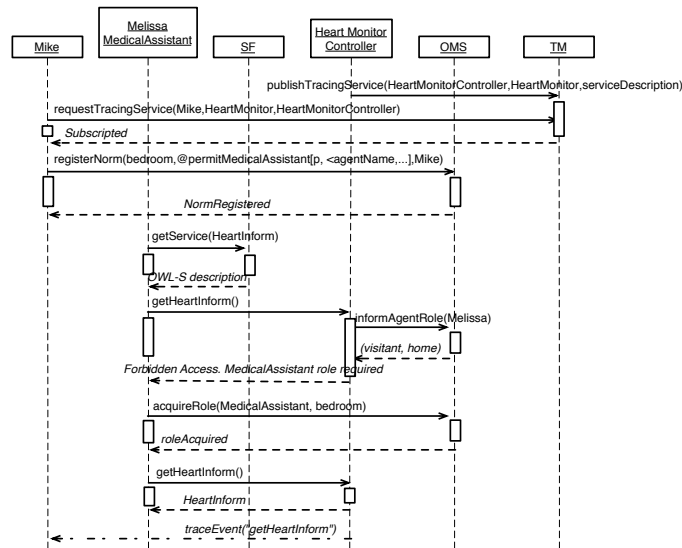 Mike
Melissa
MedicalAssistant
SF
Heart Monitor
Controller
OMS
TM
publishTracingService(HeartMonitorController,HeartMonitor,serviceDescription)
requestTracingService(Mike,HeartMonitor,HeartMonitorController)
Subscripted
registerNorm(bedroom,@permitMedicalAssistant[p, <agentName,...],Mike)
NormRegistered
getService(HeartInform)
OWL-S description
getHeartInform()
informAgentRole(Melissa)
(visitant, home)
Forbidden Access. MedicalAssistant role required
acquireRole(MedicalAssistant, bedroom)
roleAcquired
getHeartInform()
HeartInform
traceEvent("getHeartInform")